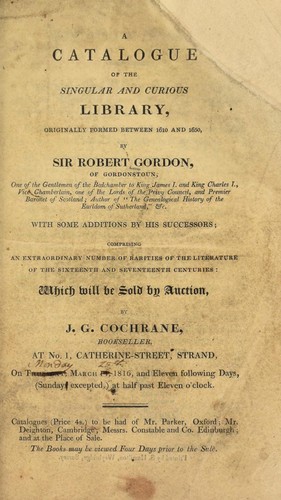 A
CATALOGUE
OF THE
SINGULAR AND CURIOUS
LIBRARY,
ORIGINALLY FORMED BETWEEN 1610 AND 1650,
BY
SIR ROBERT GORDON,
OF GORDONSTOUN,
One of the Gentlemen of the Bedchamber to King James I. and King Charles I.,
Vice Chamberlain, one of the Lords of the Privy Council, and Premier
Baronet of Scotland; Author of "The Genealogical History of the
Earldom of Sutherland," &c.
WITH SOME ADDITIONS BY HIS SUCCESSORS;
COMPRISING
AN EXTRAORDINARY NUMBER OF RARITIES OF THE LITERATURE
OF THE SIXTEENTH AND SEVENTEENTH CENTURIES:
Which will be Sold by Auction,
BY
J. G. COCHRANE,
BOOKSELLER,
AT No. 1, CATHERINE-STREET, STRAND,
Monday 25th
On MARCH 1816, and Eleven following Days,
(Sunday excepted,) at half past Eleven o'clock.
Catalogues (Price 4s.) to be had of Mr. Parker, Oxford; Mr.
Deighton, Cambridge; Messrs. Constable and Co. Edinburgh;
and at the Place of Sale.
The Books may be viewed Four Days prior to the Sale.